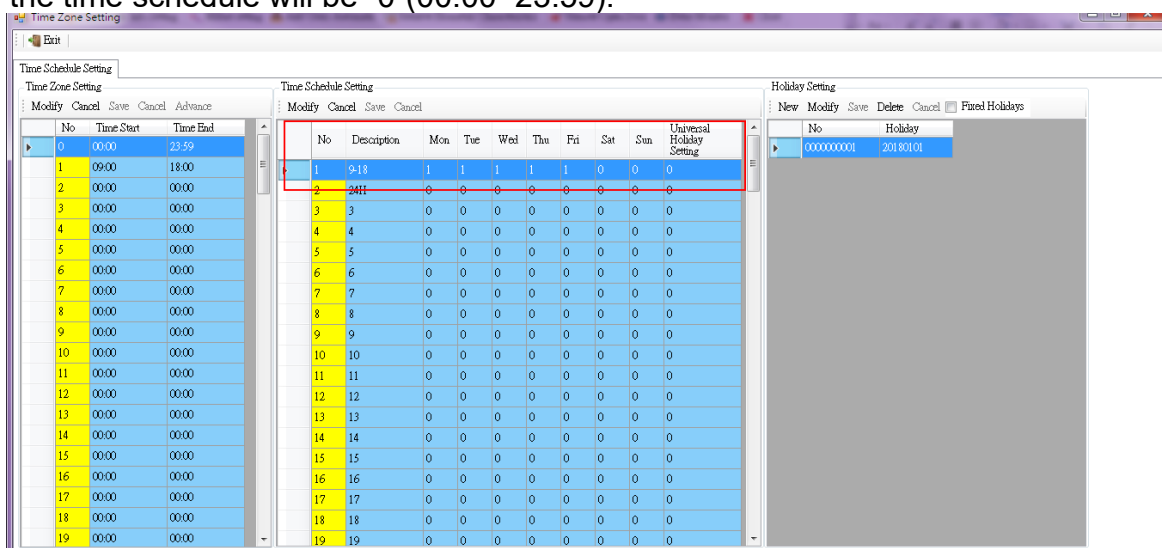 the time schedule will be "0 (00:00~23:59).
Time Zone Setting
Exit
Time Schedule Setting
Time Zone Setting
Modify Cancel Save Cancel Advance
No Time Start Time End
0 00:00 23:59
1 09:00 18:00
2 00:00 00:00
3 00:00 00:00
4 00:00 00:00
5 00:00 00:00
6 00:00 00:00
7 00:00 00:00
8 00:00 00:00
9 00:00 00:00
10 00:00 00:00
11 00:00 00:00
12 00:00 00:00
13 00:00 00:00
14 00:00 00:00
15 00:00 00:00
16 00:00 00:00
17 00:00 00:00
18 00:00 00:00
19 00:00 00:00
Time Schedule Setting
Modify Cancel Save Cancel
No Description Mon Tue Wed Thu Fri Sat Sun Universal Holiday Setting
1 9-18 1 1 1 1 1 0 0 0
2 24H 0 0 0 0 0 0 0 0
3 3 0 0 0 0 0 0 0 0
4 4 0 0 0 0 0 0 0 0
5 5 0 0 0 0 0 0 0 0
6 6 0 0 0 0 0 0 0 0
7 7 0 0 0 0 0 0 0 0
8 8 0 0 0 0 0 0 0 0
9 9 0 0 0 0 0 0 0 0
10 10 0 0 0 0 0 0 0 0
11 11 0 0 0 0 0 0 0 0
12 12 0 0 0 0 0 0 0 0
13 13 0 0 0 0 0 0 0 0
14 14 0 0 0 0 0 0 0 0
15 15 0 0 0 0 0 0 0 0
16 16 0 0 0 0 0 0 0 0
17 17 0 0 0 0 0 0 0 0
18 18 0 0 0 0 0 0 0 0
19 19 0 0 0 0 0 0 0 0
Holiday Setting
New Modify Save Delete Cancel Fixed Holidays
No Holiday
0000000001 20180101